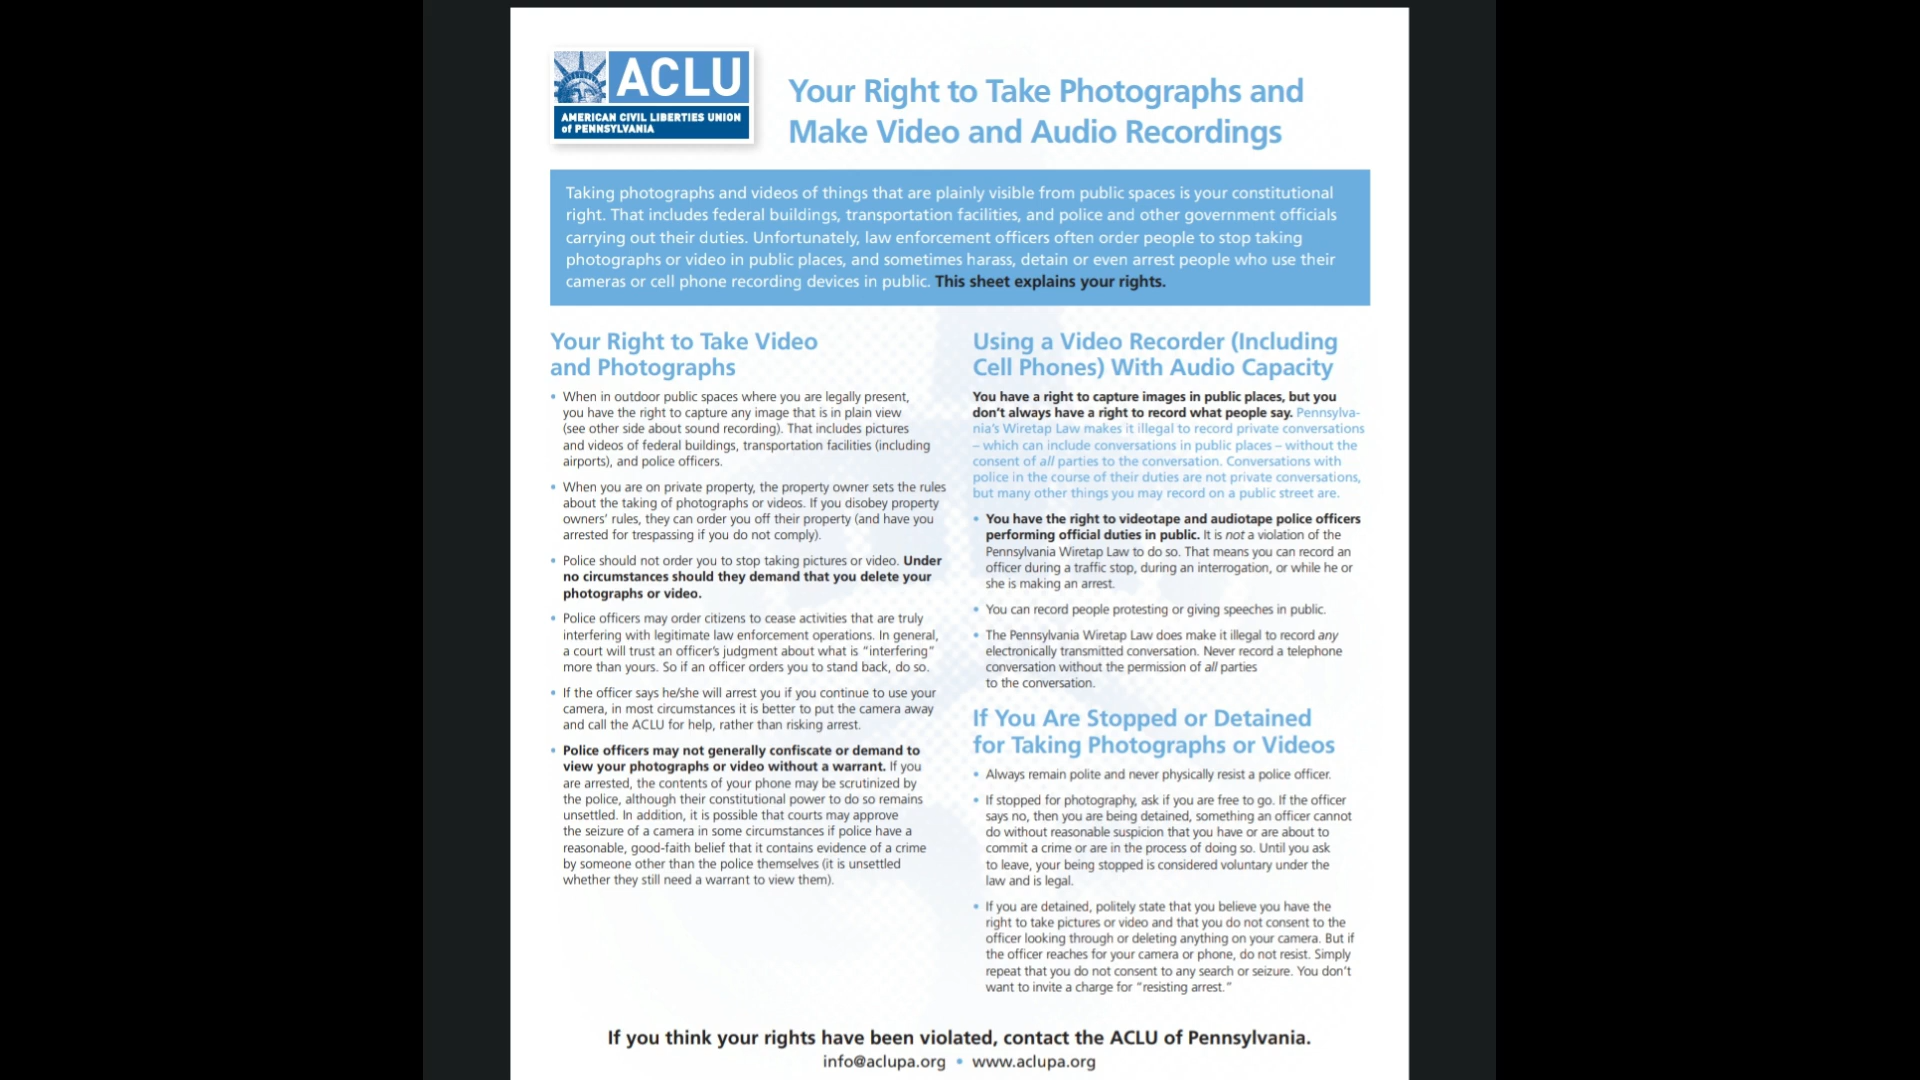 ACLU
AMERICAN CIVIL LIBERTIES UNION
of PENNSYLVANIA
Your Right to Take Photographs and
Make Video and Audio Recordings
Taking photographs and videos of things that are plainly visible from public spaces is your constitutional
right. That includes federal buildings, transportation facilities, and police and other government officials
carrying out their duties. Unfortunately, law enforcement officers often order people to stop taking
photographs or video in public places, and sometimes harass, detain or even arrest people who use their
cameras or cell phone recording devices in public. This sheet explains your rights.
Your Right to Take Video
and Photographs
• When in outdoor public spaces where you are legally present,
you have the right to capture any image that is in plain view
(see other side about sound recording). That includes pictures
and videos of federal buildings, transportation facilities (including
airports), and police officers.
• When you are on private property, the property owner sets the rules
about the taking of photographs or videos. If you disobey property
owners' rules, they can order you off their property (and have you
arrested for trespassing if you do not comply).
• Police should not order you to stop taking pictures or video. Under
no circumstances should they demand that you delete your
photographs or video.
• Police officers may order citizens to cease activities that are truly
interfering with legitimate law enforcement operations. In general,
a court will trust an officer's judgment about what is "interfering"
more than yours. So if an officer orders you to stand back, do so.
• If the officer says he/she will arrest you if you continue to use your
camera, in most circumstances it is better to put the camera away
and call the ACLU for help, rather than risking arrest.
• Police officers may not generally confiscate or demand to
view your photographs or video without a warrant. If you
are arrested, the contents of your phone may be scrutinized by
the police, although their constitutional power to do so remains
unsettled. In addition, it is possible that courts may approve
the seizure of a camera in some circumstances if police have a
reasonable, good-faith belief that it contains evidence of a crime
by someone other than the police themselves (it is unsettled
whether they still need a warrant to view them).
Using a Video Recorder (Including
Cell Phones) With Audio Capacity
You have a right to capture images in public places, but you
don't always have a right to record what people say. Pennsylva-
nia's Wiretap Law makes it illegal to record private conversations
– which can include conversations in public places – without the
consent of all parties to the conversation. Conversations with
police in the course of their duties are not private conversations,
but many other things you may record on a public street are.
• You have the right to videotape and audiotape police officers
performing official duties in public. It is not a violation of the
Pennsylvania Wiretap Law to do so. That means you can record an
officer during a traffic stop, during an interrogation, or while he or
she is making an arrest.
• You can record people protesting or giving speeches in public.
• The Pennsylvania Wiretap Law does make it illegal to record any
electronically transmitted conversation. Never record a telephone
conversation without the permission of all parties
to the conversation.
If You Are Stopped or Detained
for Taking Photographs or Videos
• Always remain polite and never physically resist a police officer.
• If stopped for photography, ask if you are free to go. If the officer
says no, then you are being detained, something an officer cannot
do without reasonable suspicion that you have or are about to
commit a crime or are in the process of doing so. Until you ask
to leave, your being stopped is considered voluntary under the
law and is legal.
• If you are detained, politely state that you believe you have the
right to take pictures or video and that you do not consent to the
officer looking through or deleting anything on your camera. But if
the officer reaches for your camera or phone, do not resist. Simply
repeat that you do not consent to any search or seizure. You don't
want to invite a charge for "resisting arrest."
If you think your rights have been violated, contact the ACLU of Pennsylvania.
info@aclupa.org • www.aclupa.org